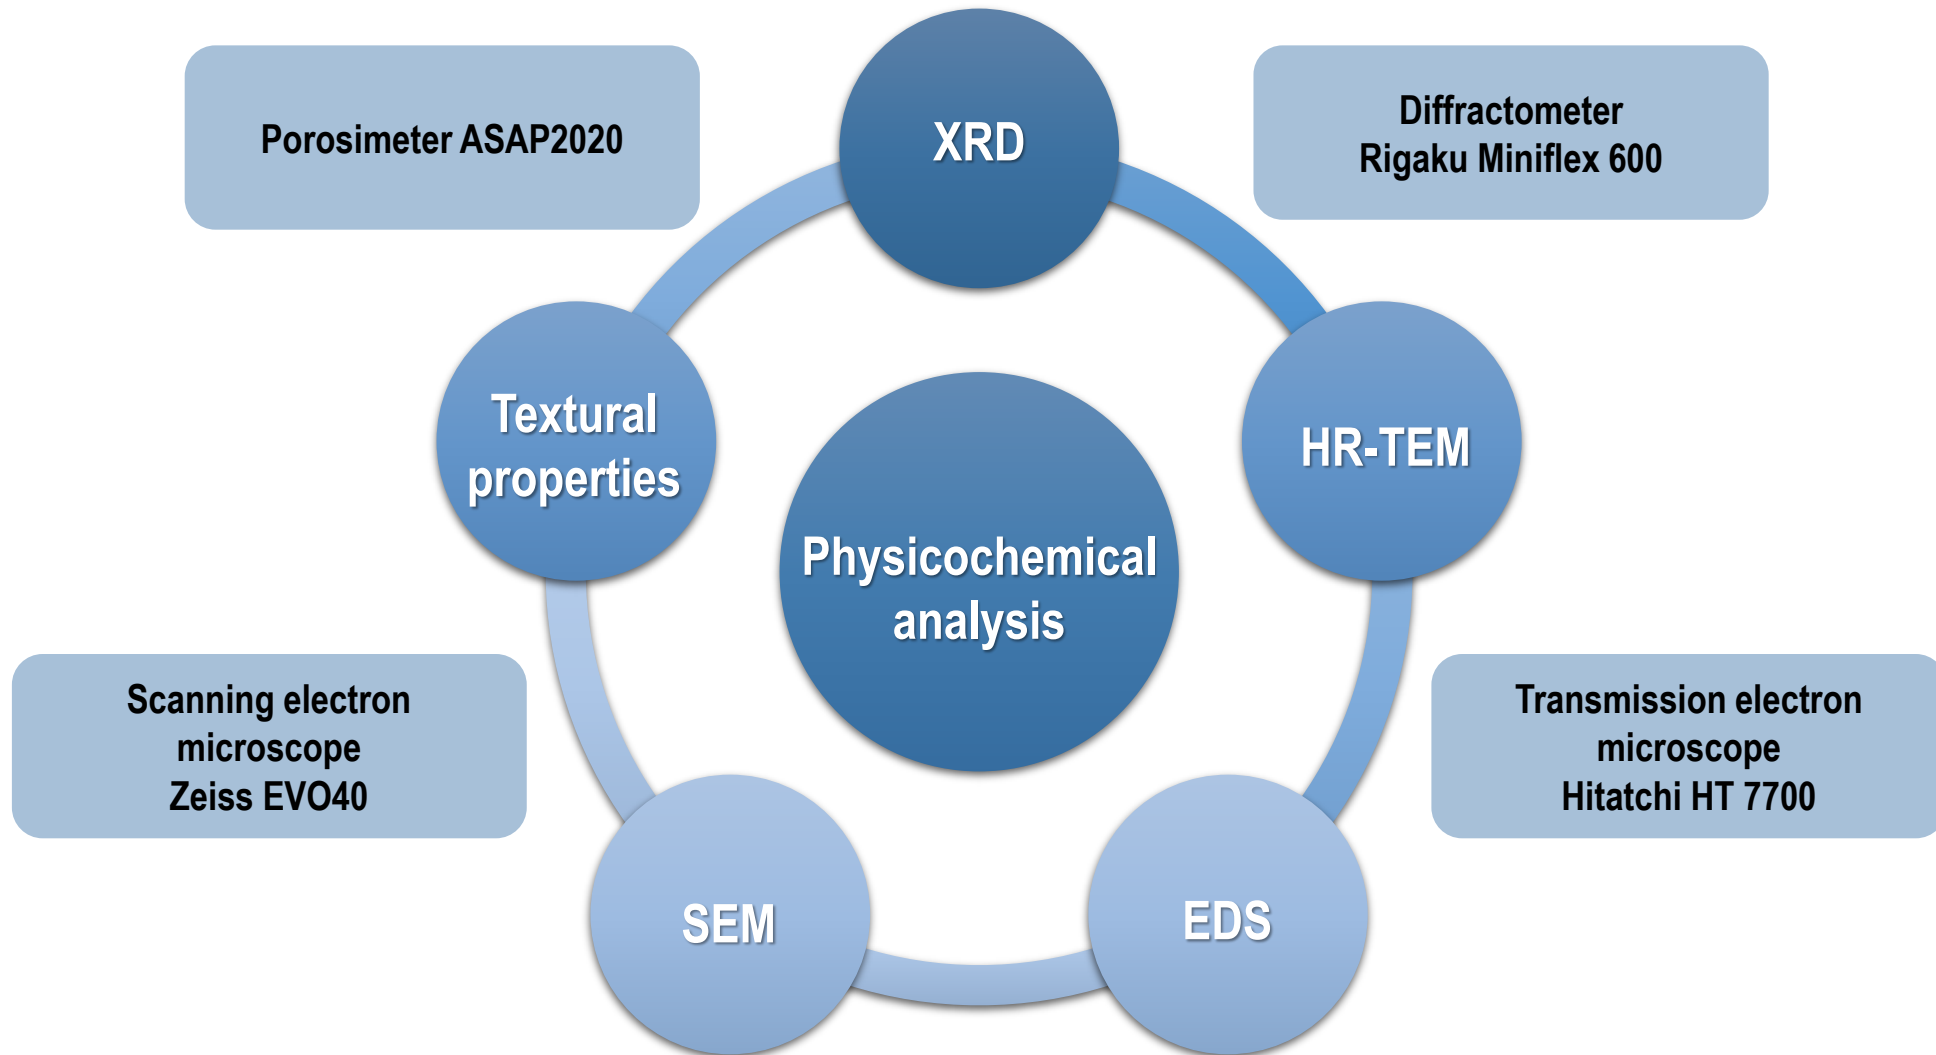 Porosimeter ASAP2020
XRD
Diffractometer
Rigaku Miniflex 600
Textural
properties
HR-TEM
Physicochemical
analysis
Scanning electron
microscope
Zeiss EVO40
Transmission electron
microscope
Hitatchi HT 7700
SEM
EDS